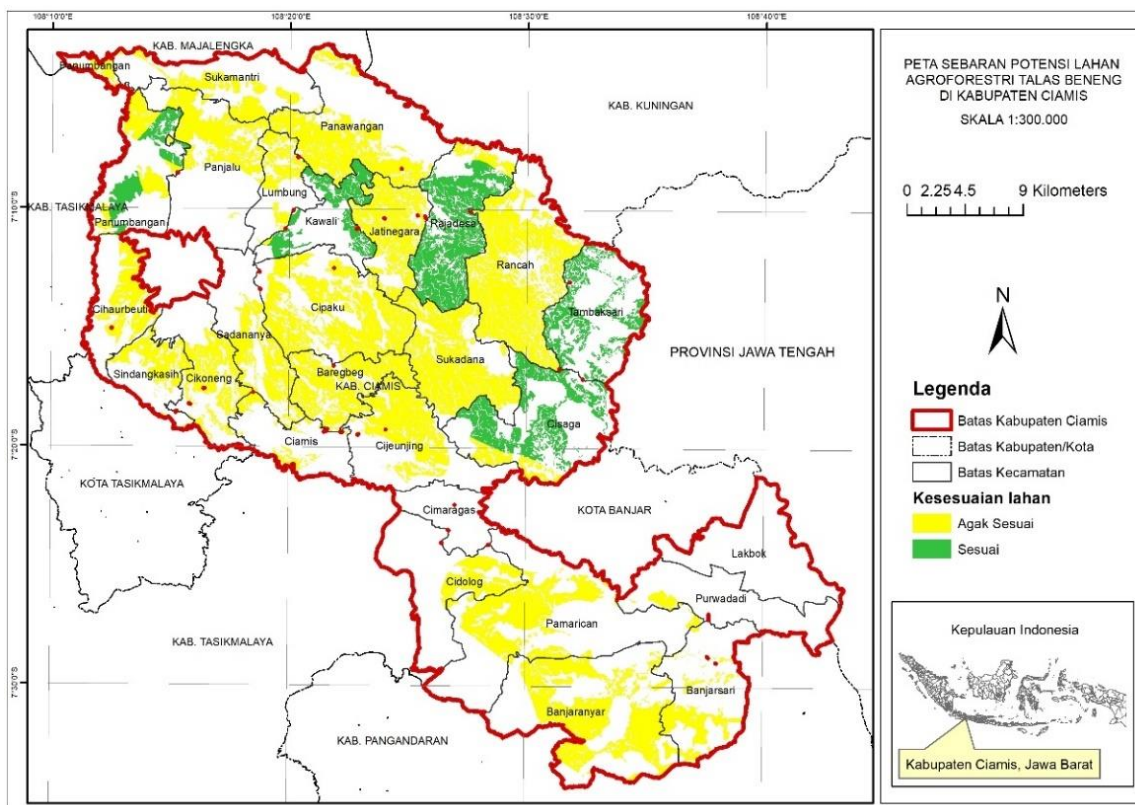 108°10'0"E
108°20'0"E
108°30'0"E
108°40'0"E
KAB. MAJALENGKA
Panumbangan
Sukamantri
KAB. KUNINGAN
Panawangan
Panjalu
Lumbung
KAB. TASIKMALAYA
Panumbangan
Kawali
Jatinegara
Rajadesa
Rancah
Tambaksari
Cihaurbeuti
Cipaku
Sadananya
Sukadana
PROVINSI JAWA TENGAH
Sindangkasih
Cikoneng
Baregbeg
KAB. CIAMIS
Cisaga
Ciamis
Cijeunjing
KOTA TASIKMALAYA
Cimaragas
KOTA BANJAR
Lakbok
Cidolog
Purwadadi
Pamarican
KAB. TASIKMALAYA
Banjarsari
Banjaranyar
KAB. PANGANDARAN
7°10'0"S
7°20'0"S
7°30'0"S
PETA SEBARAN POTENSI LAHAN
AGROFORESTRI TALAS BENENG
DI KABUPATEN CIAMIS
SKALA 1:300.000
0 2.25 4.5 9 Kilometers
N
Legenda
Batas Kabupaten Ciamis
Batas Kabupaten/Kota
Batas Kecamatan
Kesesuaian lahan
Agak Sesuai
Sesuai
Kepulauan Indonesia
Kabupaten Ciamis, Jawa Barat